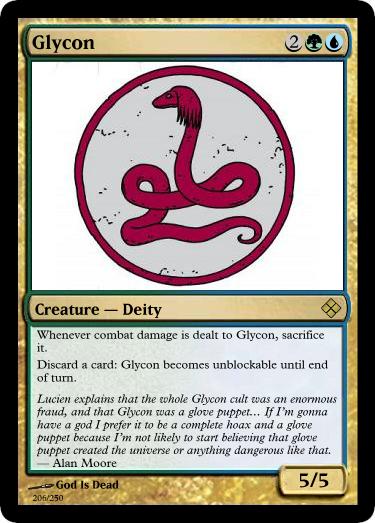 Glycon 2
Creature — Deity
Whenever combat damage is dealt to Glycon, sacrifice
it.
Discard a card: Glycon becomes unblockable until end
of turn.
Lucien explains that the whole Glycon cult was an enormous
fraud, and that Glycon was a glove puppet... If I'm gonna
have a god I prefer it to be a complete hoax and a glove
puppet because I'm not likely to start believing that glove
puppet created the universe or anything dangerous like that.
— Alan Moore
5/5
God Is Dead
206/250